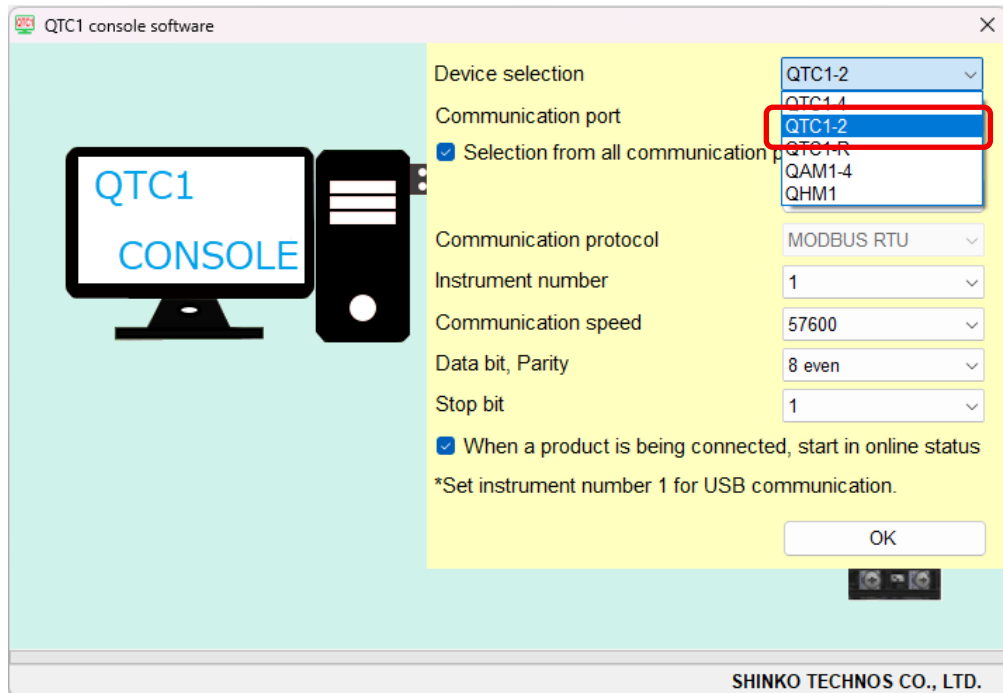 QTC1 console software
QTC1
CONSOLE
Device selection
QTC1-2
QTC1-4
QTC1-2
QTC1-R
QAM1-4
QHM1
Communication port
Selection from all communication p
Communication protocol
MODBUS RTU
Instrument number
1
Communication speed
57600
Data bit, Parity
8 even
Stop bit
1
When a product is being connected, start in online status
*Set instrument number 1 for USB communication.
OK
SHINKO TECHNOS CO., LTD.